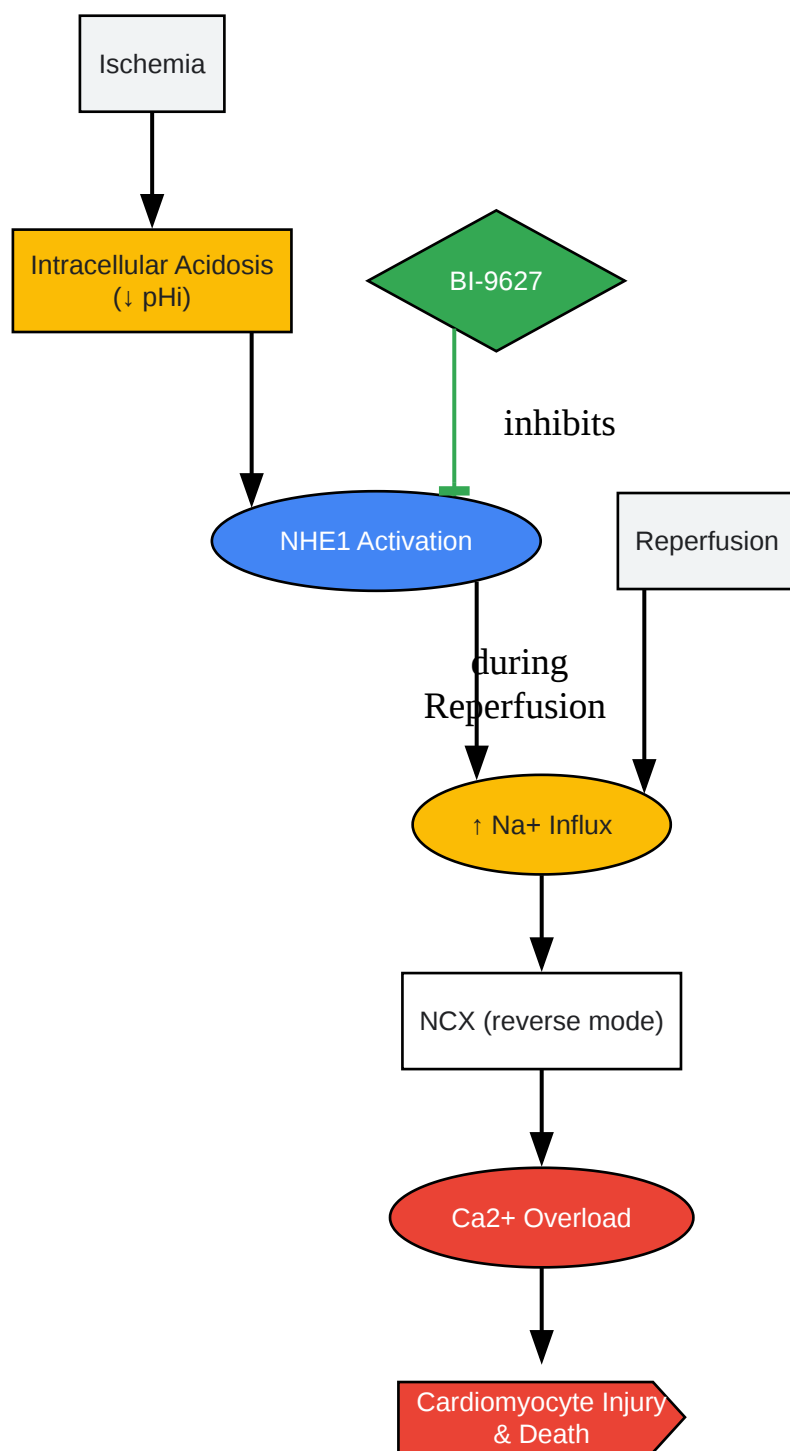 Ischemia
Intracellular Acidosis
(↓ pHi)
BI-9627
inhibits
NHE1 Activation
Reperfusion
during
Reperfusion
↑ Na+ Influx
NCX (reverse mode)
Ca2+ Overload
Cardiomyocyte Injury
& Death